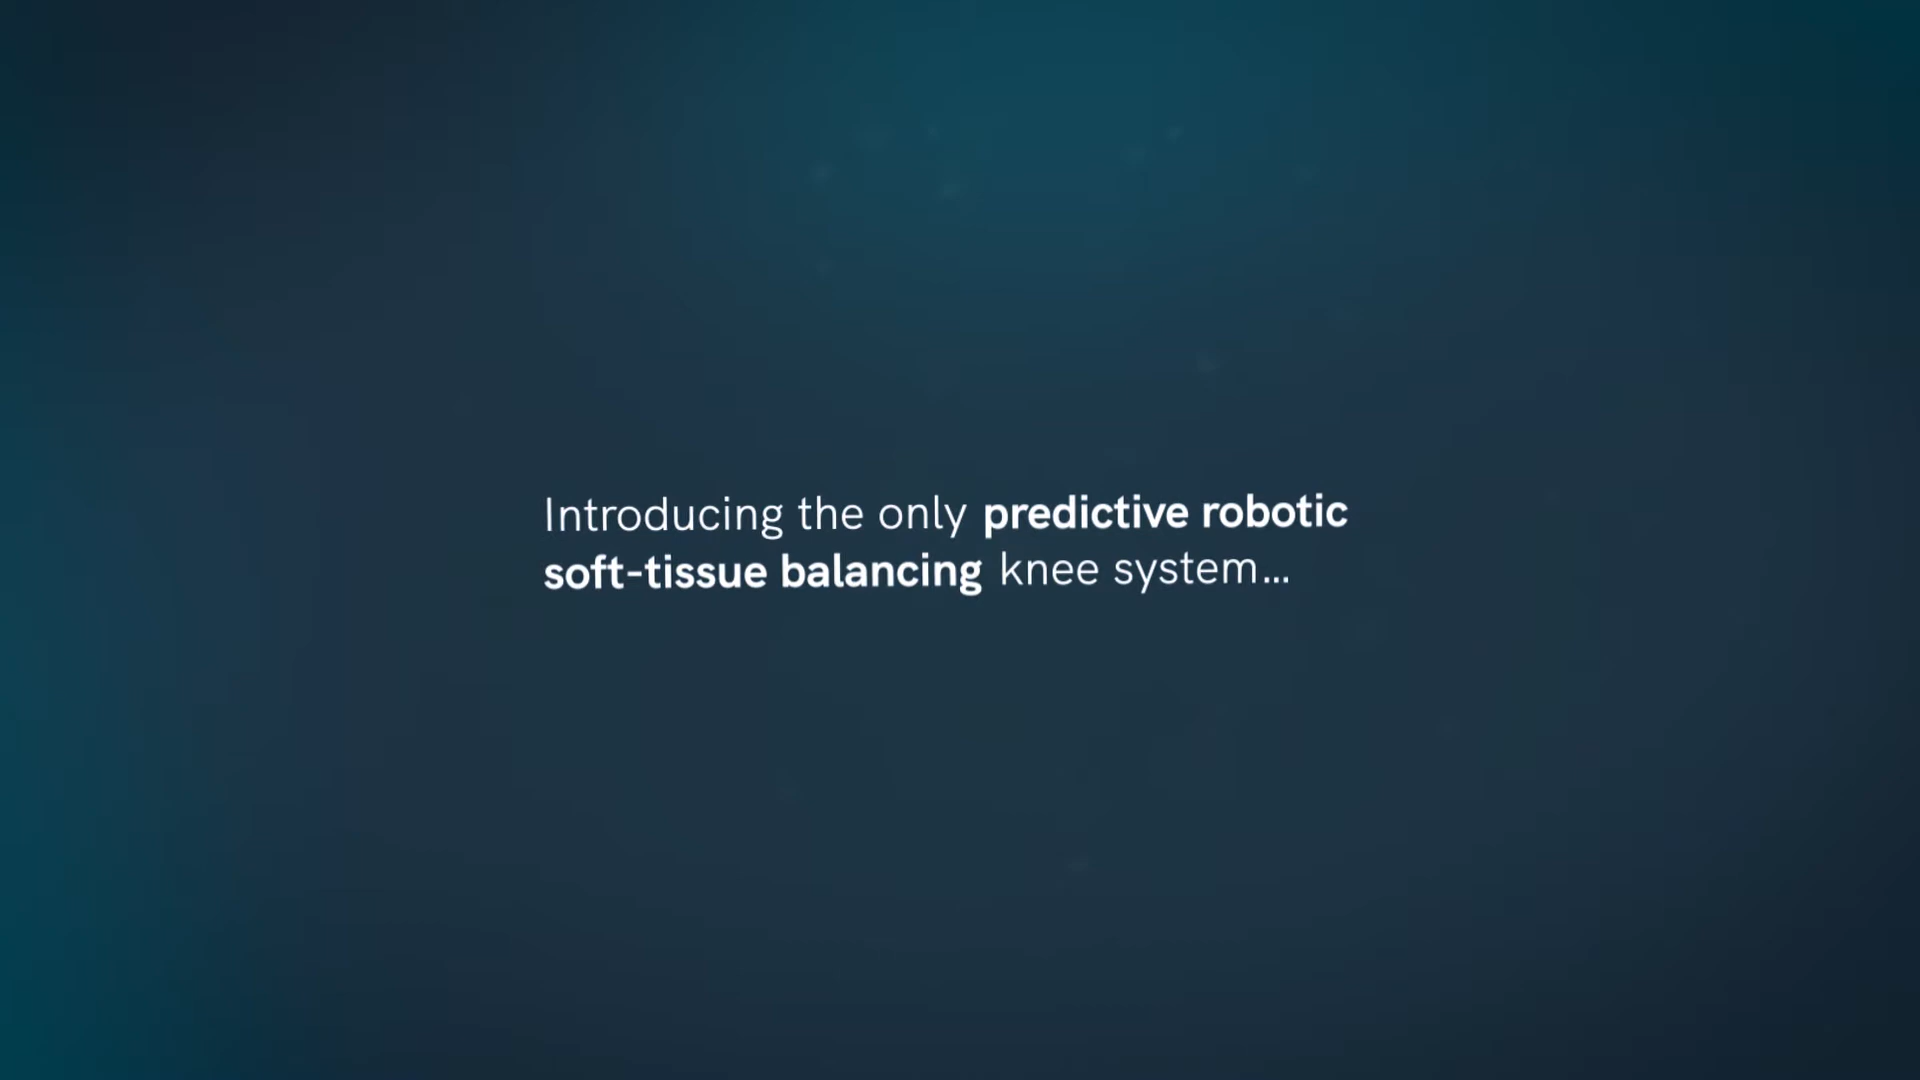 Introducing the only predictive robotic
soft-tissue balancing knee system...